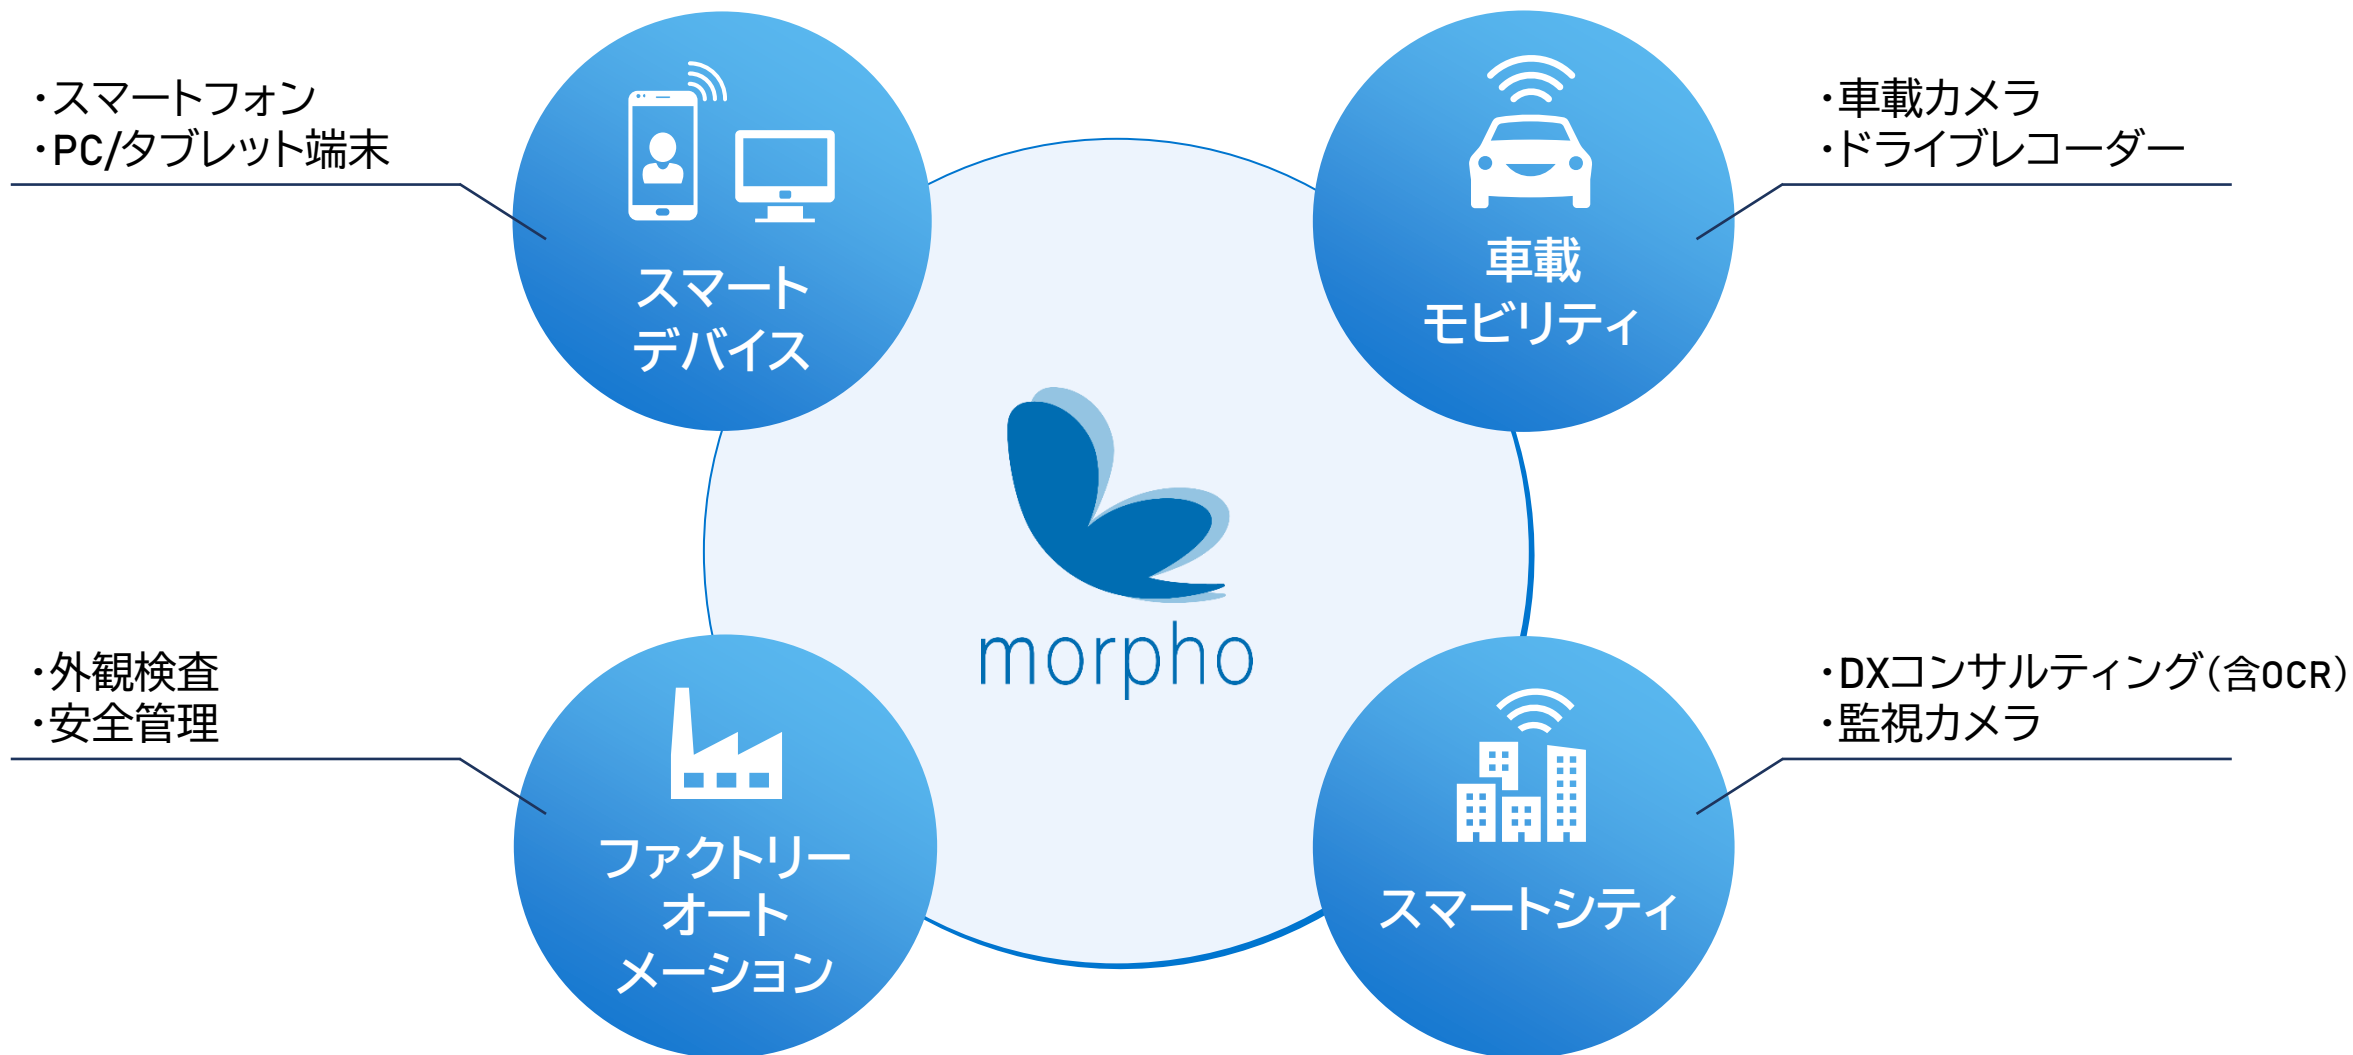 ・スマートフォン
・PC/タブレット端末
スマート
デバイス
車載
モビリティ
・車載カメラ
・ドライブレコーダー
morpho
・外観検査
・安全管理
ファクトリー
オート
メーション
スマートシティ
・DXコンサルティング（含OCR）
・監視カメラ